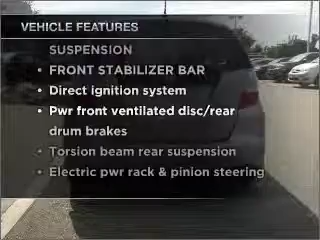 VEHICLE FEATURES
SUSPENSION
• FRONT STABILIZER BAR
• Direct ignition system
• Pwr front ventilated disc/rear
drum brakes
• Torsion beam rear suspension
• Electric pwr rack & pinion steering